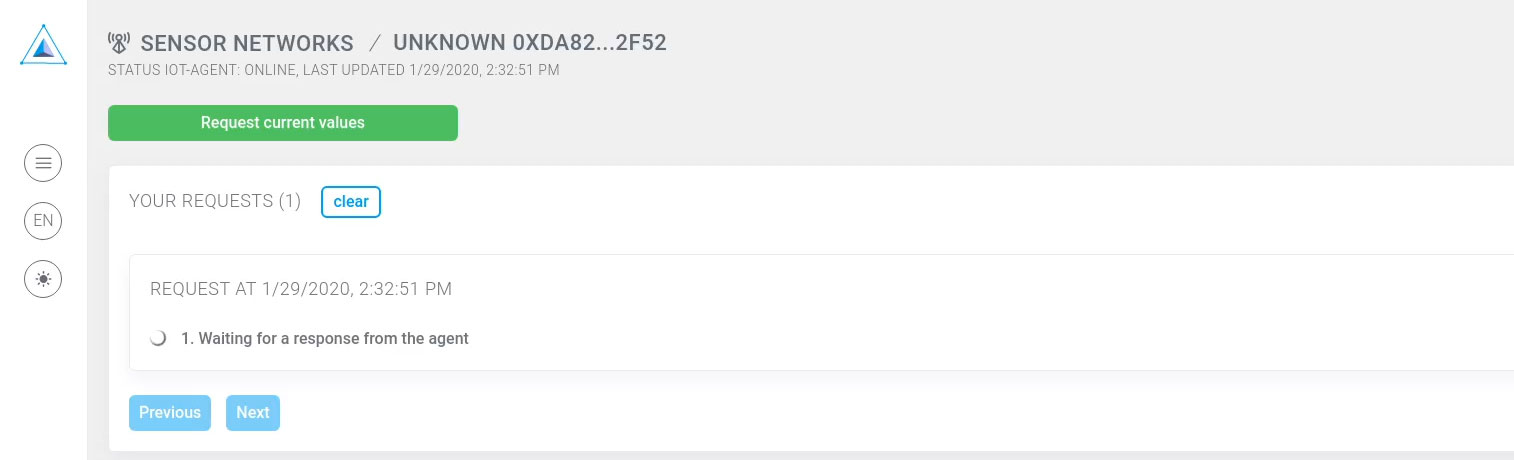 SENSOR NETWORKS / UNKNOWN 0XDA82...2F52
STATUS IOT-AGENT: ONLINE, LAST UPDATED 1/29/2020, 2:32:51 PM
Request current values
EN
YOUR REQUESTS (1) clear
REQUEST AT 1/29/2020, 2:32:51 PM
1. Waiting for a response from the agent
Previous Next